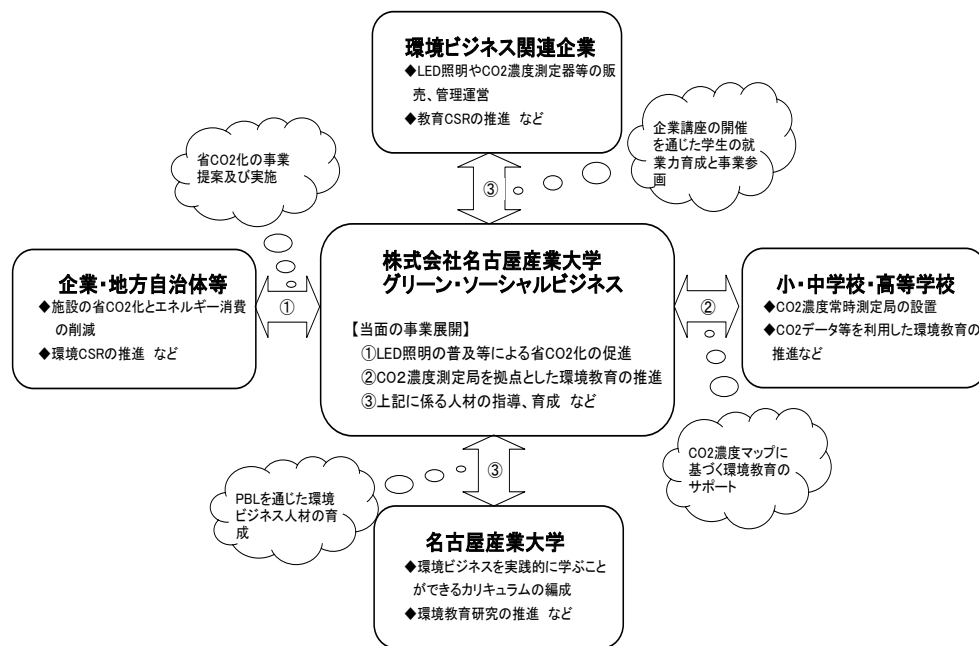 環境ビジネス関連企業
◆LED照明やCO2濃度測定器等の販
売、管理運営
◆教育CSRの推進 など
省CO2化の事業
提案及び実施
企業講座の開催
を通じた学生の就
業力育成と事業参
画
③
企業・地方自治体等
◆施設の省CO2化とエネルギー消費
の削減
◆環境CSRの推進 など
①
株式会社名古屋産業大学
グリーン・ソーシャルビジネス
【当面の事業展開】
①LED照明の普及等による省CO2化の促進
②CO２濃度測定局を拠点とした環境教育の推進
③上記に係る人材の指導、育成 など
②
小・中学校・高等学校
◆CO2濃度常時測定局の設置
◆CO2データ等を利用した環境教育の
推進など
③
PBLを通じた環境
ビジネス人材の育
成
CO2濃度マップに
基づく環境教育の
サポート
名古屋産業大学
◆環境ビジネスを実践的に学ぶこと
ができるカリキュラムの編成
◆環境教育研究の推進 など